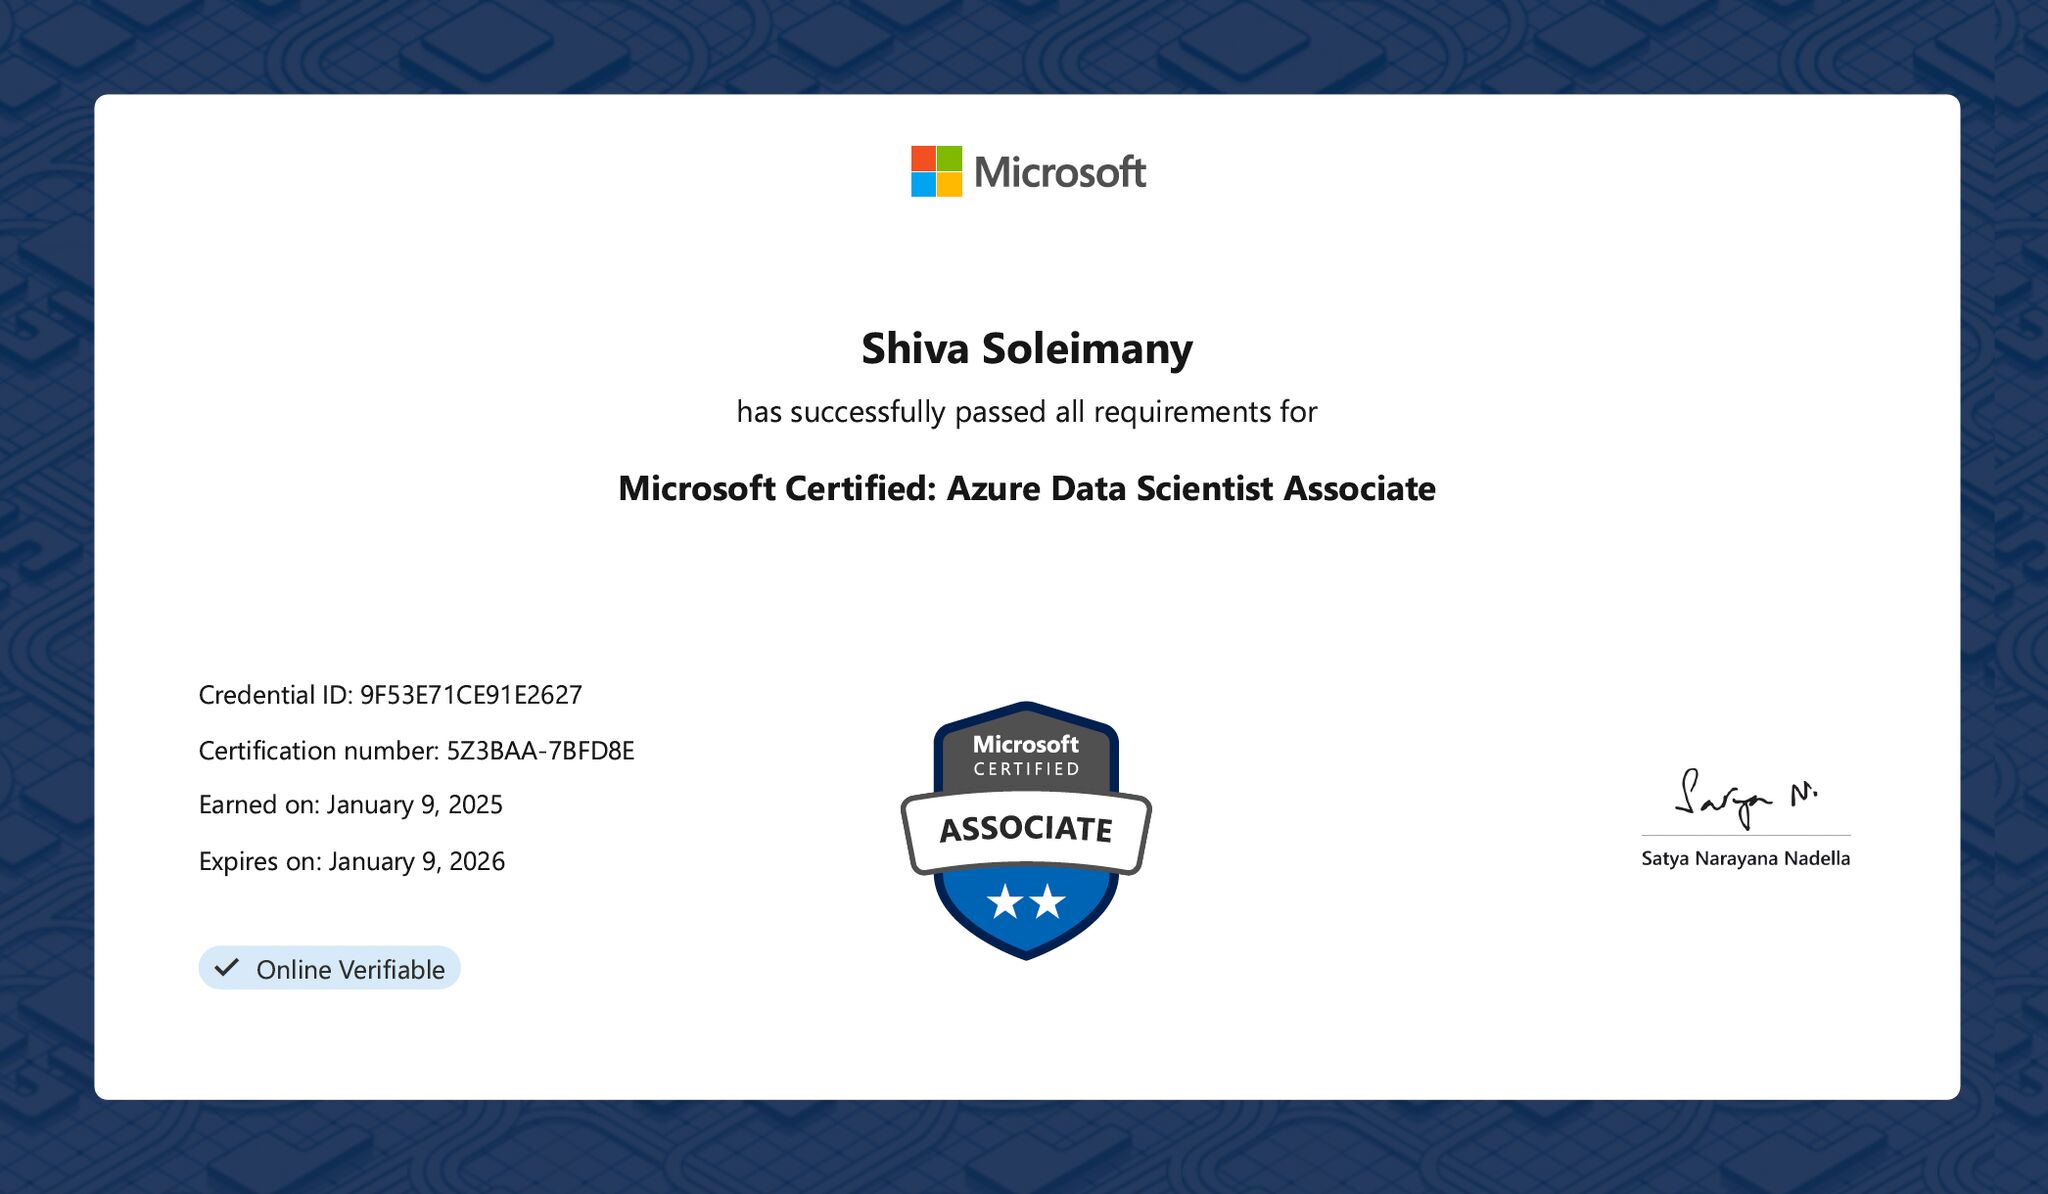 Microsoft
Shiva Soleimany
has successfully passed all requirements for
Microsoft Certified: Azure Data Scientist Associate
Credential ID: 9F53E71CE91E2627
Certification number: 5Z3BAA-7BFD8E
Earned on: January 9, 2025
Expires on: January 9, 2026
Online Verifiable
Microsoft
CERTIFIED
ASSOCIATE
Satya N.
Satya Narayana Nadella